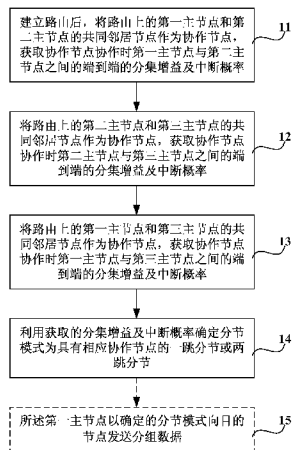 建立路由后，将路由上的第一主节点和第
二主节点的共同邻居节点作为协作节点，
获取协作节点协作时第一主节点与第二主
节点之间的端到端的分集增益及中断概率
11
将路由上的第二主节点和第三主节点的共
同邻居节点作为协作节点，获取协作节点
协作时第二主节点与第三主节点之间的端
到端的分集增益及中断概率
12
将路由上的第一主节点和第三主节点的共
同邻居节点作为协作节点，获取协作节点
协作时第一主节点与第三主节点之间的端
到端的分集增益及中断概率
13
利用获取的分集增益及中断概率确定分节
模式为具有相应协作节点的一跳分节或两
跳分节
14
所述第一主节点以确定的分节模式向目的
节点发送分组数据
15